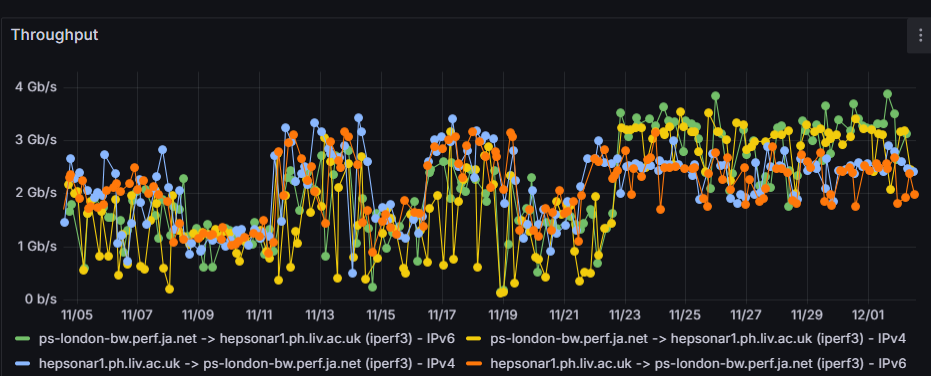 Throughput
4 Gb/s
3 Gb/s
2 Gb/s
1 Gb/s
0 b/s
11/05 11/07 11/09 11/11 11/13 11/15 11/17 11/19 11/21 11/23 11/25 11/27 11/29 12/01
ps-london-bw.perf.ja.net -> hepsonar1.ph.liv.ac.uk (iperf3) - IPv6 ps-london-bw.perf.ja.net -> hepsonar1.ph.liv.ac.uk (iperf3) - IPv4
hepsonar1.ph.liv.ac.uk -> ps-london-bw.perf.ja.net (iperf3) - IPv4 hepsonar1.ph.liv.ac.uk -> ps-london-bw.perf.ja.net (iperf3) - IPv6